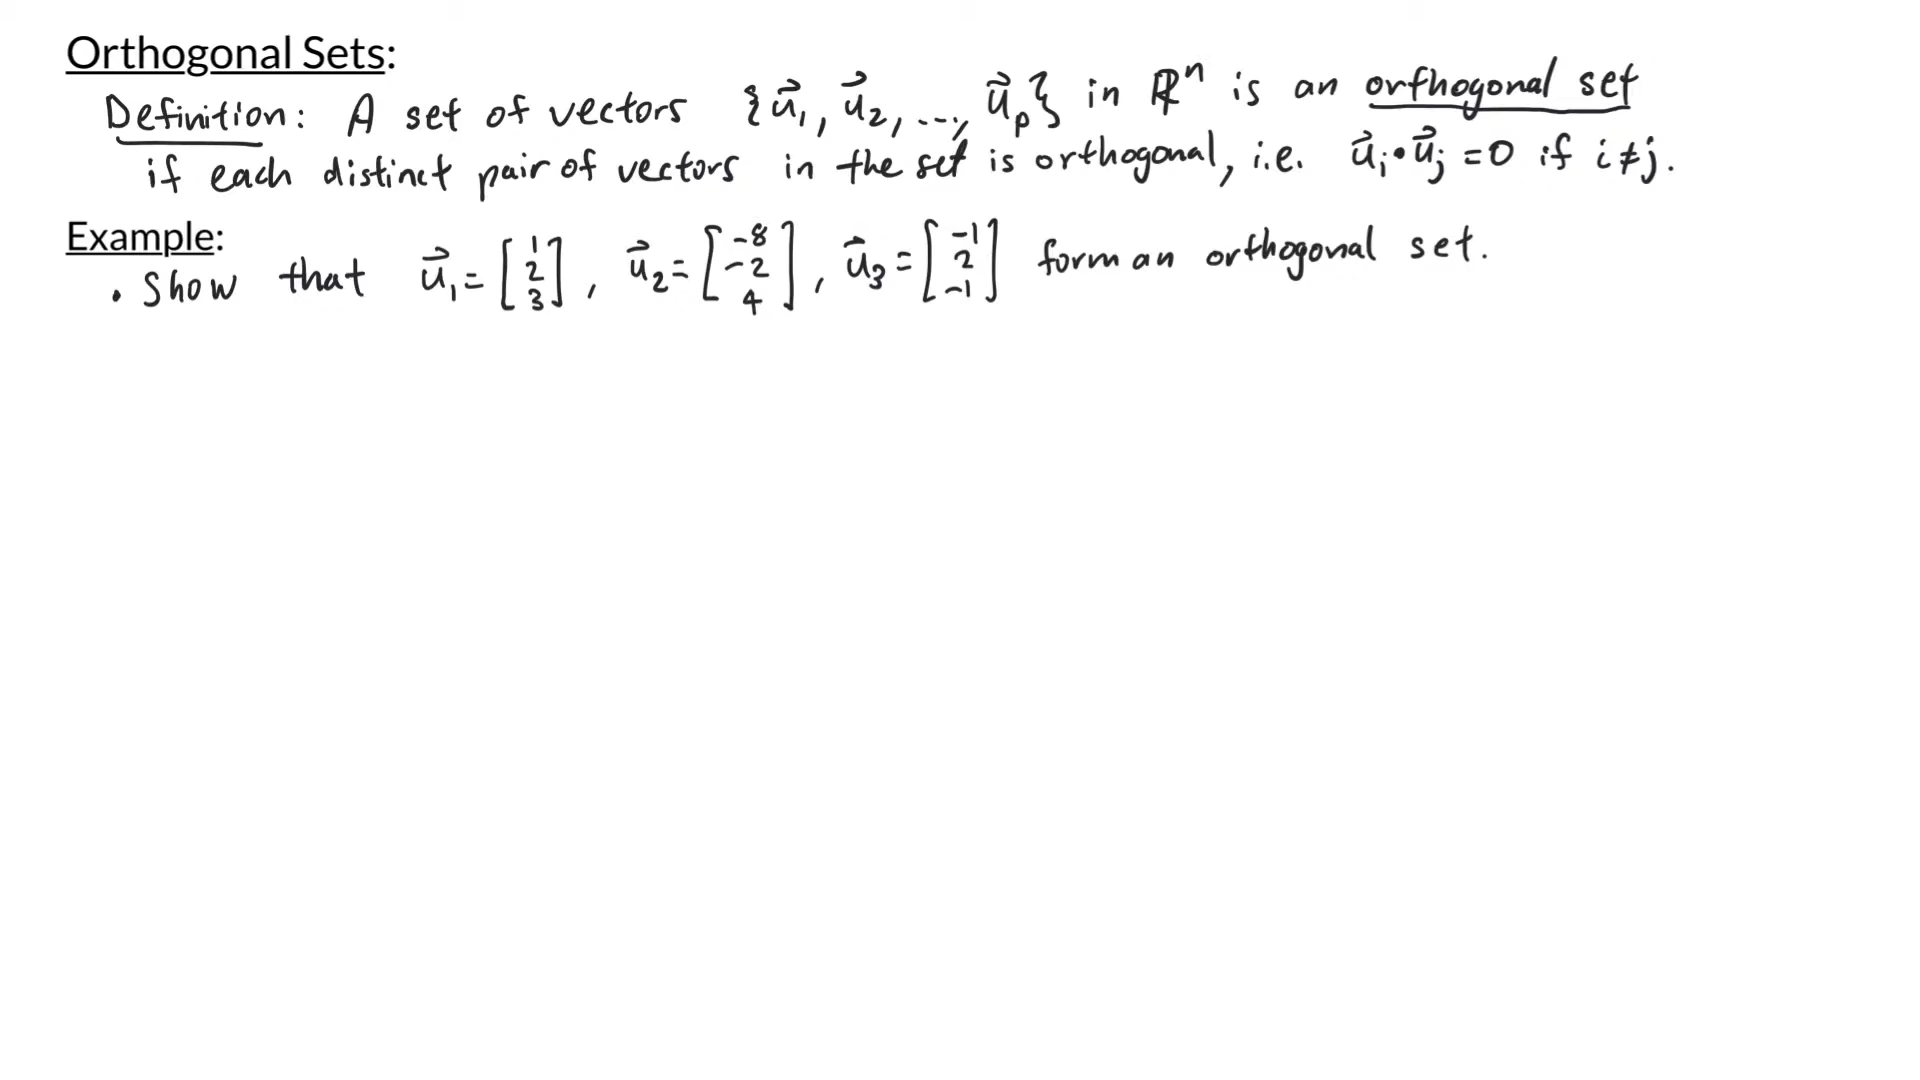 Orthogonal Sets:
Definition: A set of vectors {u⃗₁, u⃗₂, ..., u⃗ₚ} in ℝⁿ is an orthogonal set
if each distinct pair of vectors in the set is orthogonal, i.e. u⃗ᵢ•u⃗ⱼ = 0 if i≠j.
Example:
• Show that u⃗₁ = [1 2 3], u⃗₂ = [-8 -2 4], u⃗₃ = [-1 2 -1] form an orthogonal set.